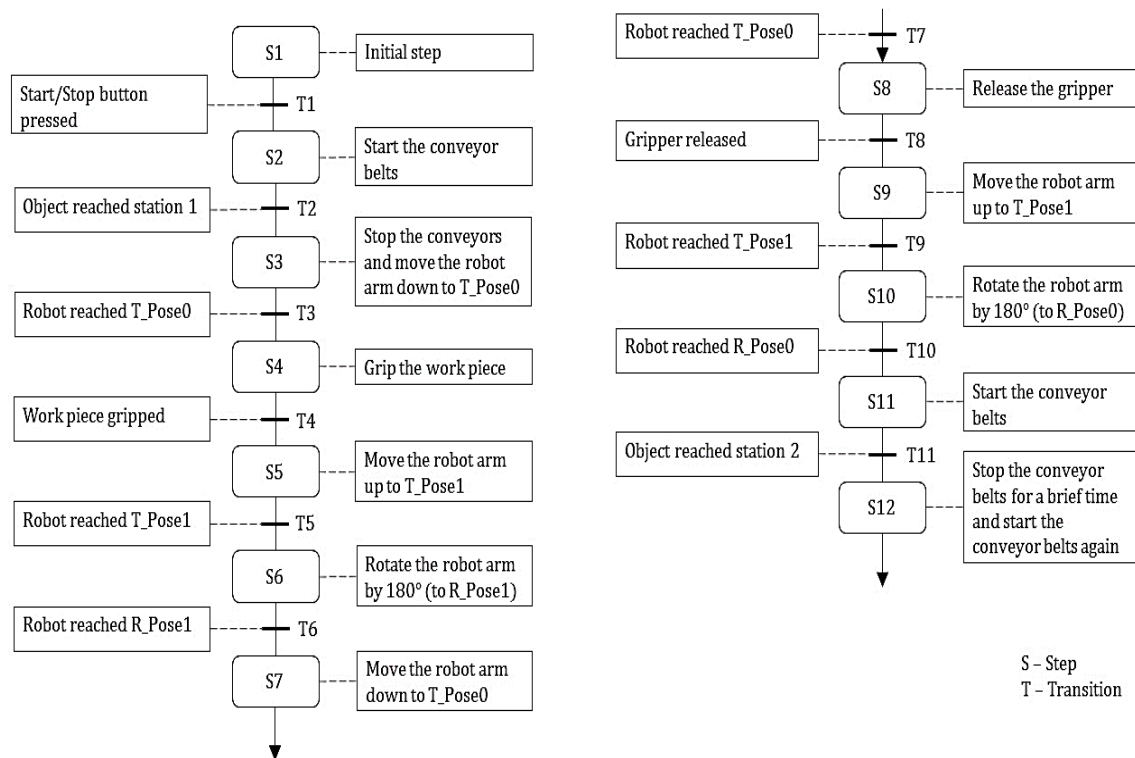 S1
Initial step
Start/Stop button
pressed
T1
S2
Start the conveyor
belts
Object reached station 1
T2
S3
Stop the conveyors
and move the robot
arm down to T_Pose0
Robot reached T_Pose0
T3
S4
Grip the work piece
Work piece gripped
T4
S5
Move the robot arm
up to T_Pose1
Robot reached T_Pose1
T5
S6
Rotate the robot arm
by 180° (to R_Pose1)
Robot reached R_Pose1
T6
S7
Move the robot arm
down to T_Pose0
Robot reached T_Pose0
T7
S8
Release the gripper
Gripper released
T8
S9
Move the robot arm
up to T_Pose1
Robot reached T_Pose1
T9
S10
Rotate the robot arm
by 180° (to R_Pose0)
Robot reached R_Pose0
T10
S11
Start the conveyor
belts
Object reached station 2
T11
S12
Stop the conveyor
belts for a brief time
and start the
conveyor belts again
S – Step
T – Transition